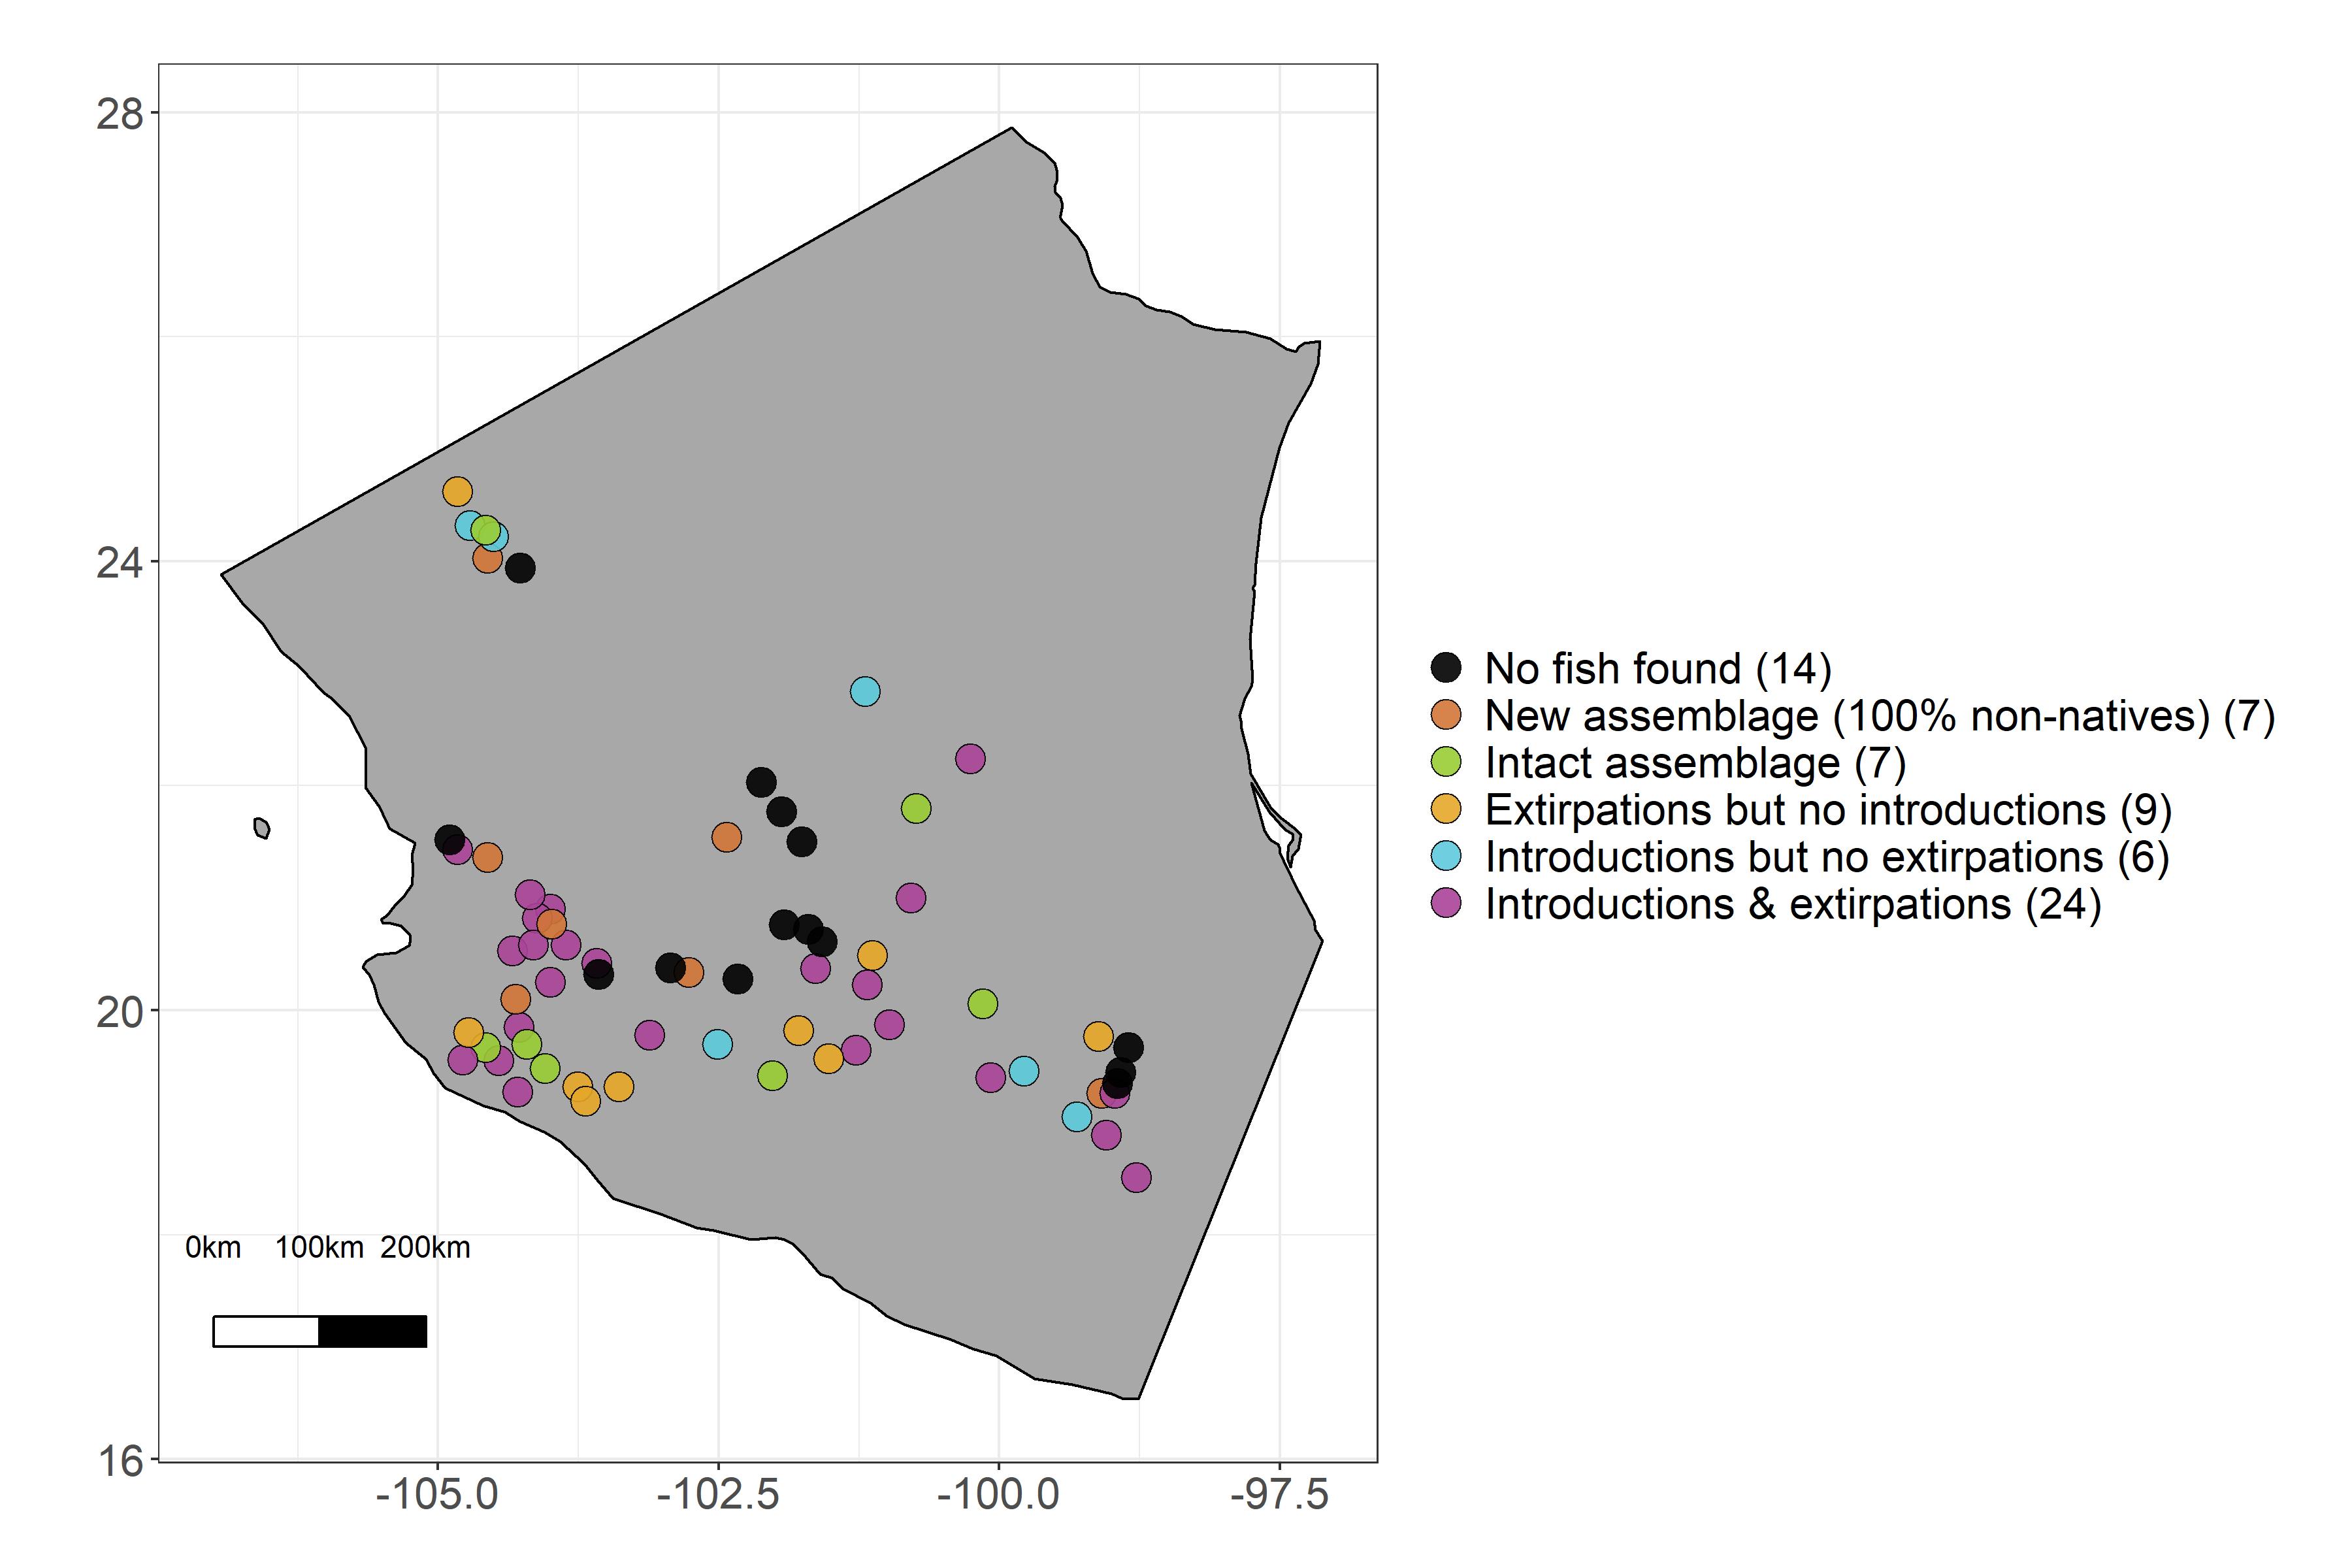 28
24
20
16
-105.0
-102.5
-100.0
-97.5
0km 100km 200km
No fish found (14)
New assemblage (100% non-natives) (7)
Intact assemblage (7)
Extirpations but no introductions (9)
Introductions but no extirpations (6)
Introductions & extirpations (24)